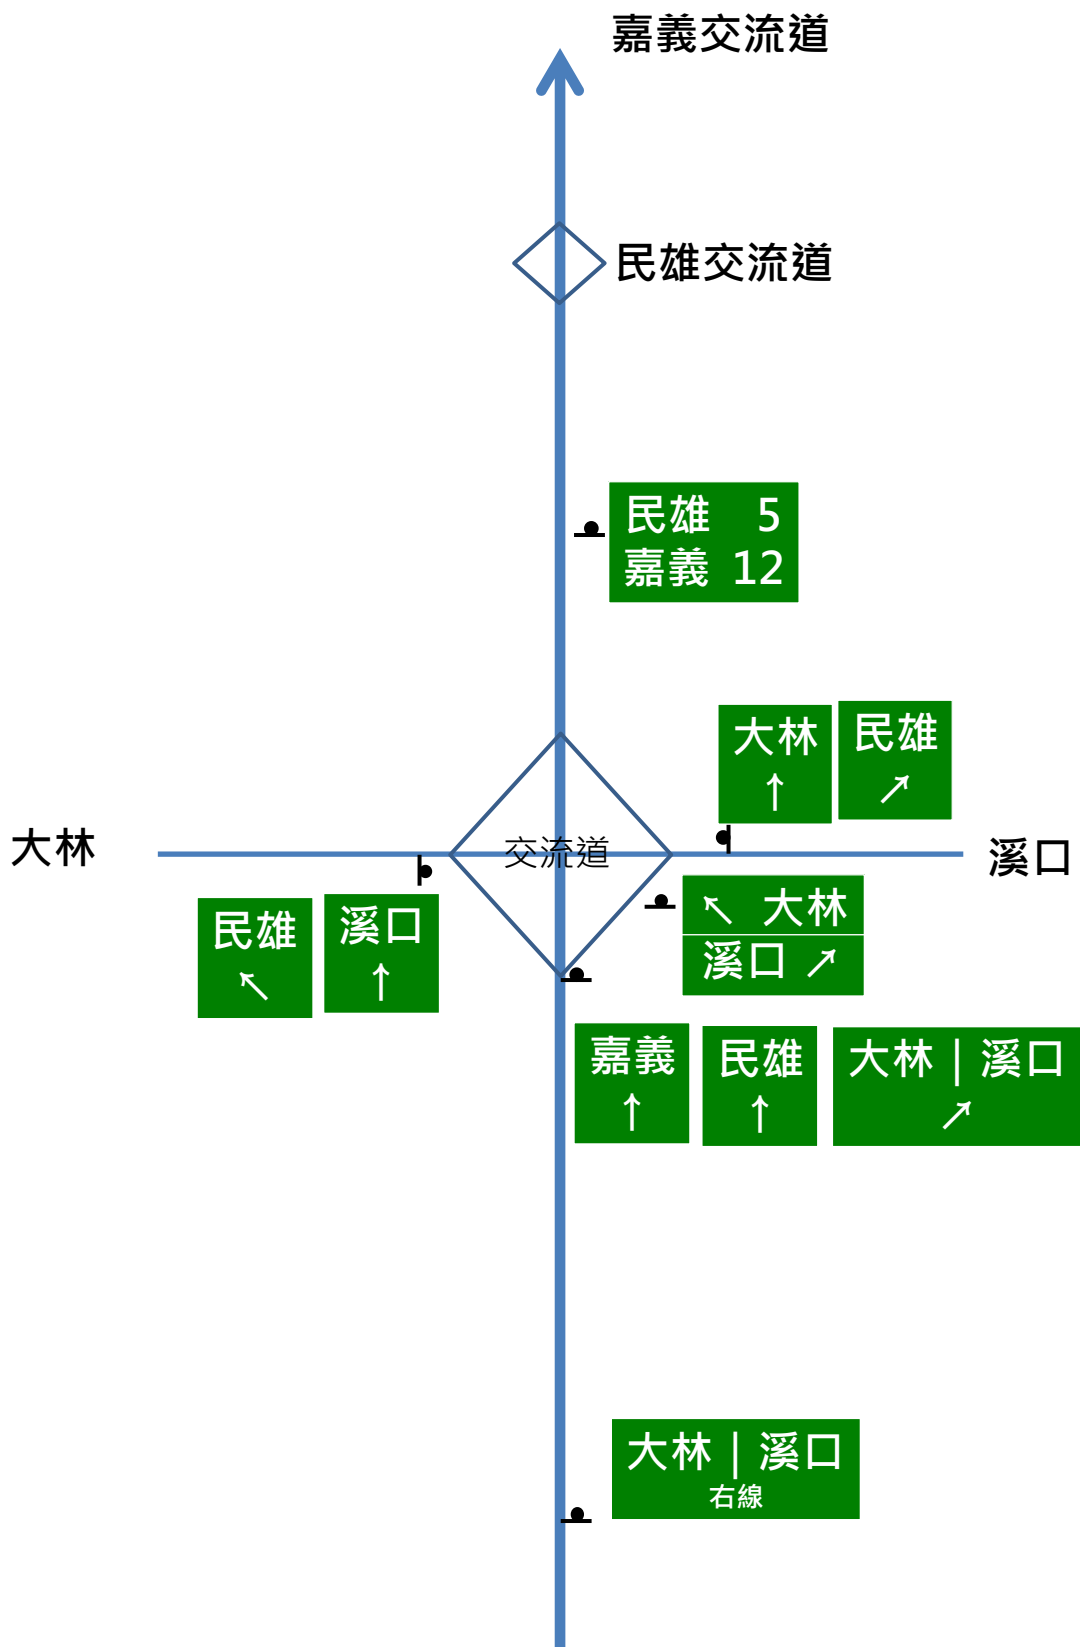 嘉義交流道
民雄交流道
民雄 5
嘉義 12
大林
↑
民雄
↗
大林
交流道
溪口
民雄
↖
溪口
↑
↖ 大林
溪口 ↗
嘉義
↑
民雄
↑
大林｜溪口
↗
大林｜溪口
右線